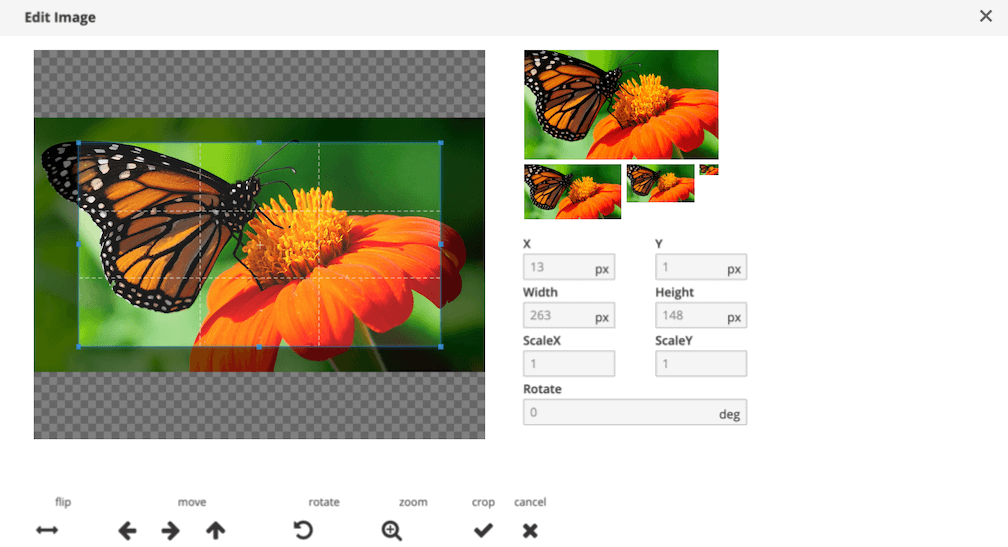 Edit Image
X Y
13 px 1 px
Width Height
263 px 148 px
ScaleX ScaleY
1 1
Rotate
0 deg
flip move rotate zoom crop cancel